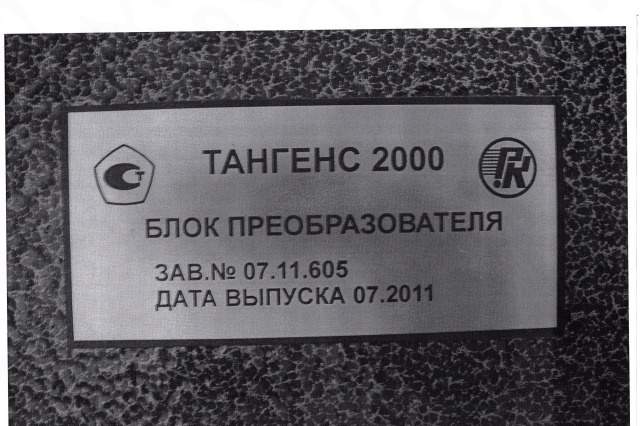 ТАНГЕНС 2000
БЛОК ПРЕОБРАЗОВАТЕЛЯ
ЗАВ.№ 07.11.605
ДАТА ВЫПУСКА 07.2011